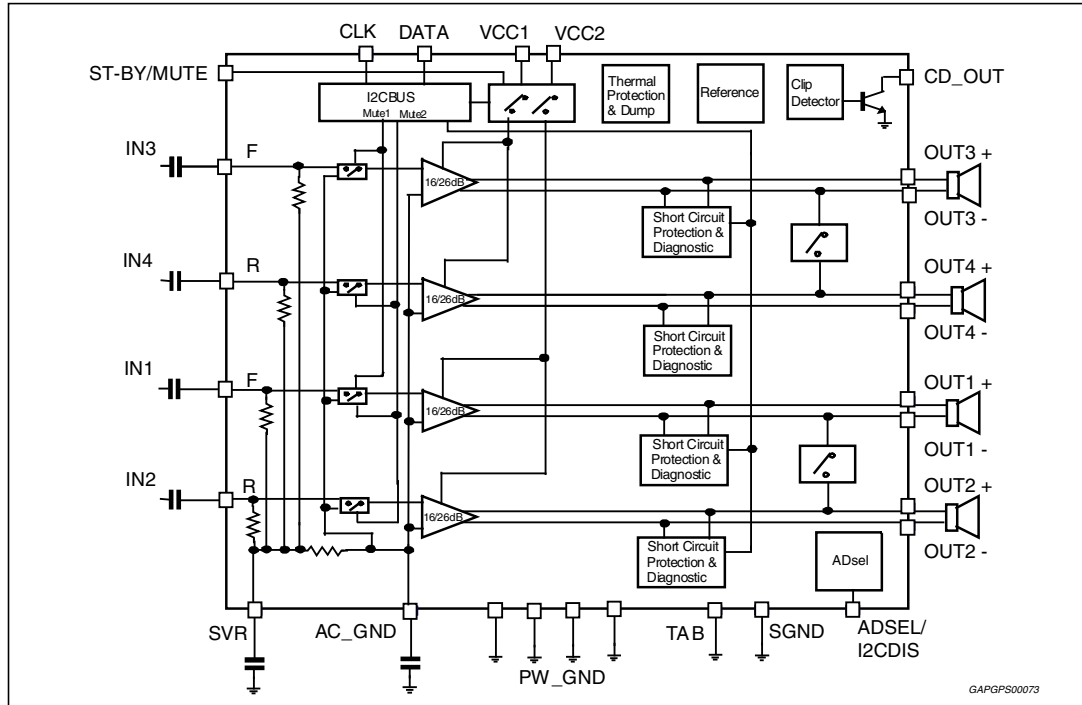 CLK DATA VCC1 VCC2
ST-BY/MUTE
I2CBUS
Mute1 Mute2
Thermal
Protection
& Dump
Reference
Clip
Detector
CD_OUT
IN3
F
16/26dB
OUT3 +
OUT3 -
Short Circuit
Protection &
Diagnostic
IN4
R
16/26dB
OUT4 +
OUT4 -
Short Circuit
Protection &
Diagnostic
IN1
F
16/26dB
OUT1 +
OUT1 -
Short Circuit
Protection &
Diagnostic
IN2
R
16/26dB
OUT2 +
OUT2 -
Short Circuit
Protection &
Diagnostic
ADsel
SVR
AC_GND
PW_GND
TAB
SGND
ADSEL/
I2CDIS
GAPGPS00073